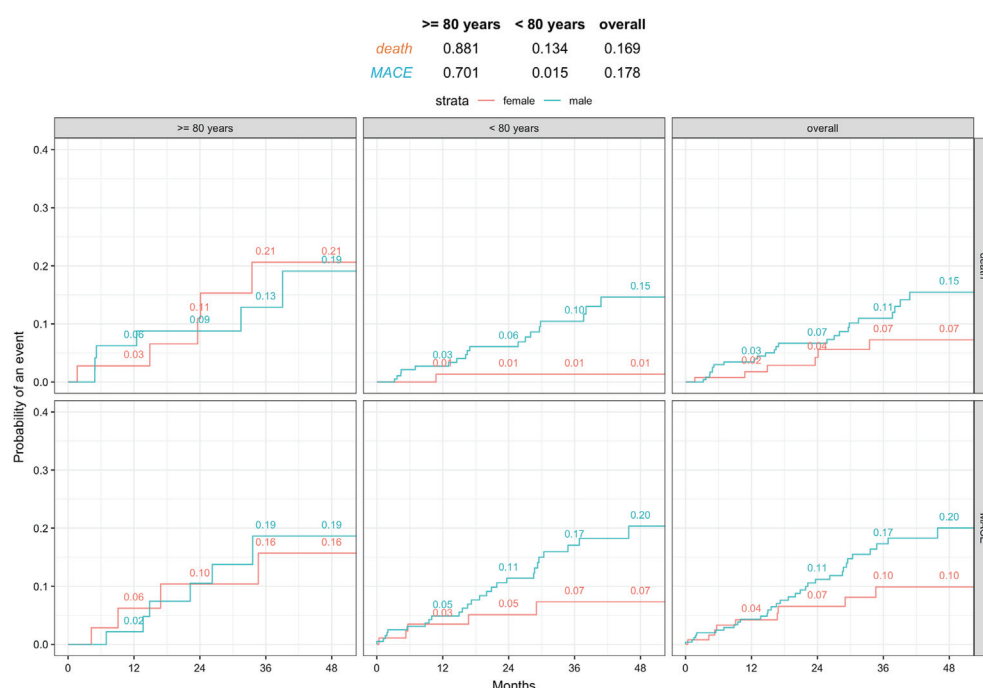 >= 80 years < 80 years overall
death 0.881 0.134 0.169
MACE 0.701 0.015 0.178
strata female male
>= 80 years < 80 years overall
Probability of an event
0.4
0.3
0.2
0.1
0.0
0.06 0.03 0.11 0.09 0.21 0.13 0.21 0.19
0.03 0.01 0.06 0.01 0.10 0.01 0.15 0.01
0.03 0.02 0.07 0.04 0.11 0.07 0.15 0.07
death
0.4
0.3
0.2
0.1
0.0
0.06 0.02 0.10 0.19 0.16 0.19 0.16
0.05 0.03 0.11 0.05 0.17 0.07 0.20 0.07
0.04 0.11 0.07 0.17 0.10 0.20 0.10
0 12 24 36 48 0 12 24 36 48 0 12 24 36 48
Months